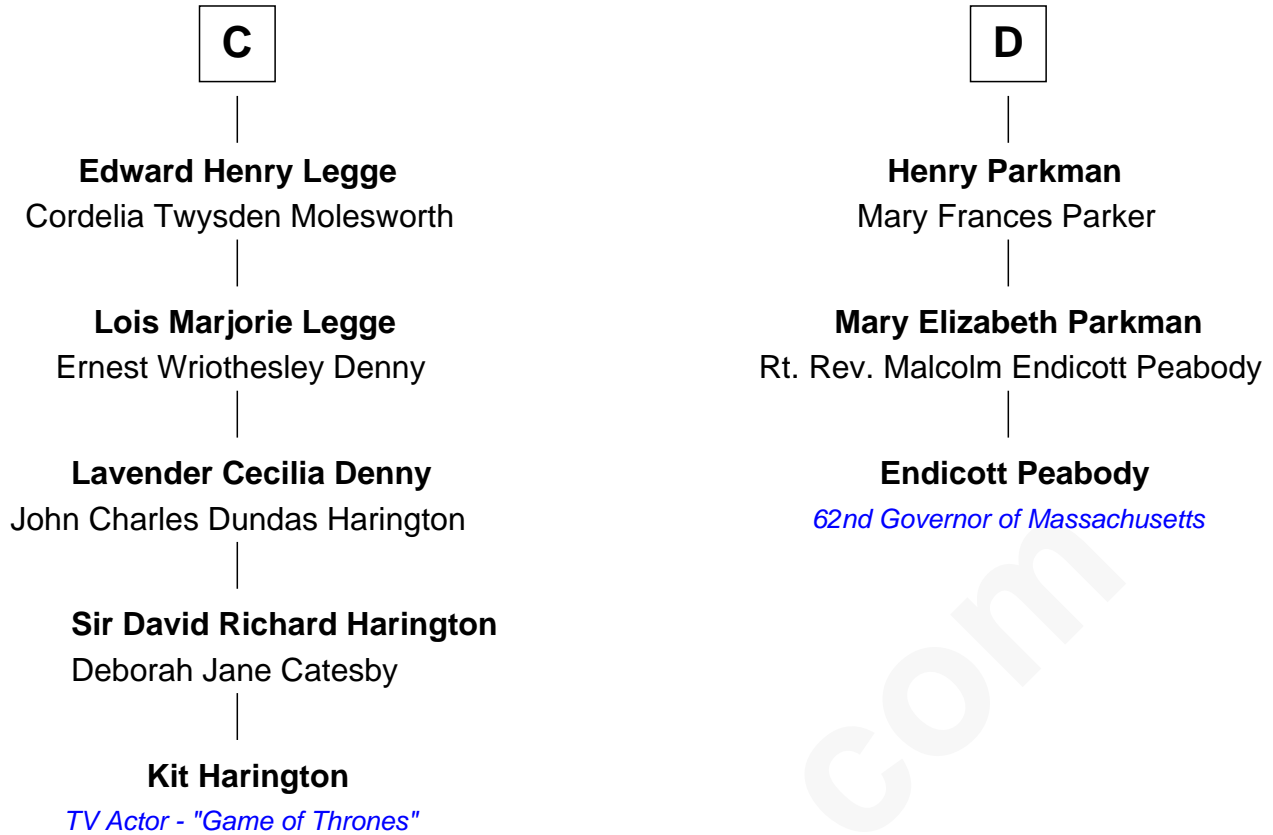 C
Edward Henry Legge
Cordelia Twysden Molesworth
Lois Marjorie Legge
Ernest Wriothesley Denny
Lavender Cecilia Denny
John Charles Dundas Harington
Sir David Richard Harington
Deborah Jane Catesby
Kit Harington
TV Actor - "Game of Thrones"
D
Henry Parkman
Mary Frances Parker
Mary Elizabeth Parkman
Rt. Rev. Malcolm Endicott Peabody
Endicott Peabody
62nd Governor of Massachusetts
com